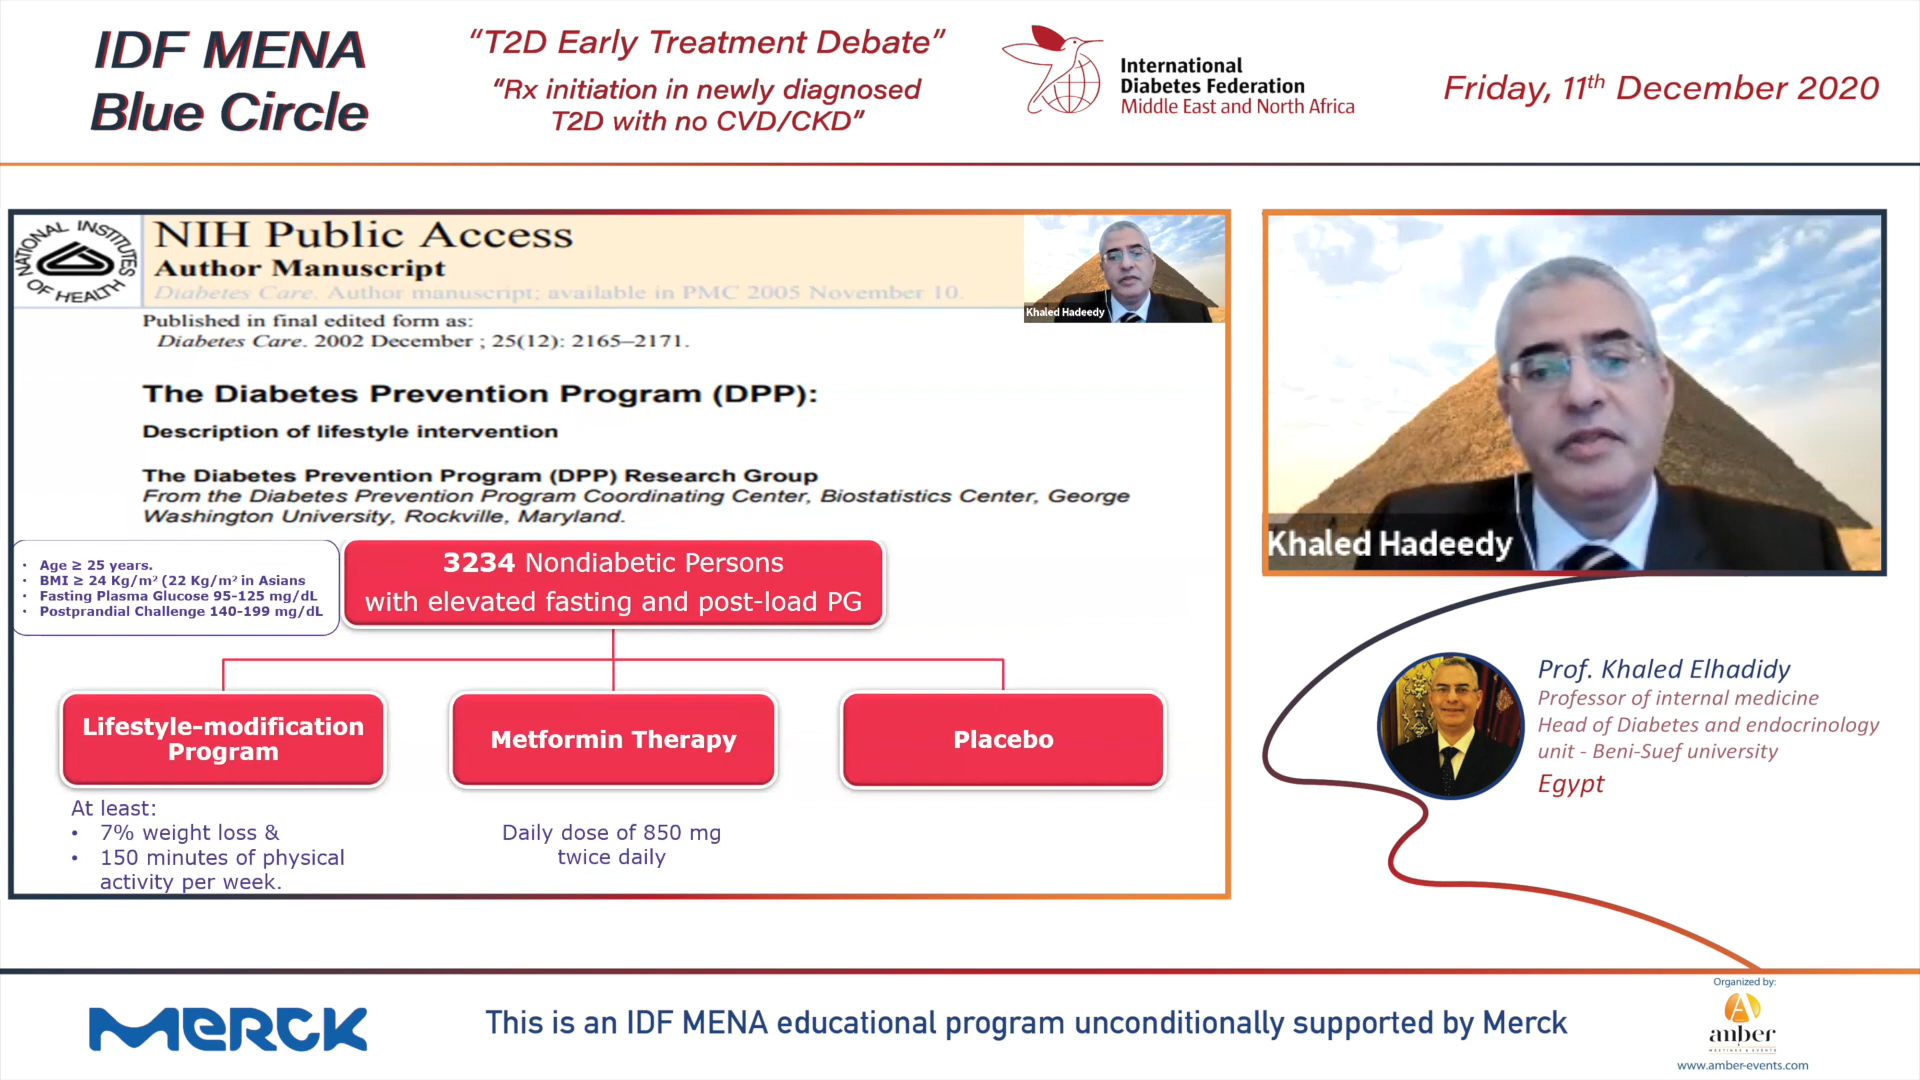 IDF MENA
Blue Circle
“T2D Early Treatment Debate”
“Rx initiation in newly diagnosed
T2D with no CVD/CKD”
International
Diabetes Federation
Middle East and North Africa
Friday, 11th December 2020
NATIONAL INSTITUTES
OF HEALTH
NIH Public Access
Author Manuscript
Diabetes Care. Author manuscript; available in PMC 2005 November 10.
Khaled Hadeedy
Published in final edited form as:
Diabetes Care. 2002 December ; 25(12): 2165–2171.
The Diabetes Prevention Program (DPP):
Description of lifestyle intervention
The Diabetes Prevention Program (DPP) Research Group
From the Diabetes Prevention Program Coordinating Center, Biostatistics Center, George
Washington University, Rockville, Maryland.
• Age ≥ 25 years.
• BMI ≥ 24 Kg/m² (22 Kg/m² in Asians
• Fasting Plasma Glucose 95-125 mg/dL
• Postprandial Challenge 140-199 mg/dL
3234 Nondiabetic Persons
with elevated fasting and post-load PG
Lifestyle-modification
Program
Metformin Therapy
Placebo
At least:
• 7% weight loss &
• 150 minutes of physical
activity per week.
Daily dose of 850 mg
twice daily
Khaled Hadeedy
Prof. Khaled Elhadidy
Professor of internal medicine
Head of Diabetes and endocrinology
unit - Beni-Suef university
Egypt
MERCK
This is an IDF MENA educational program unconditionally supported by Merck
Organized by:
amber
MEETINGS & EVENTS
www.amber-events.com